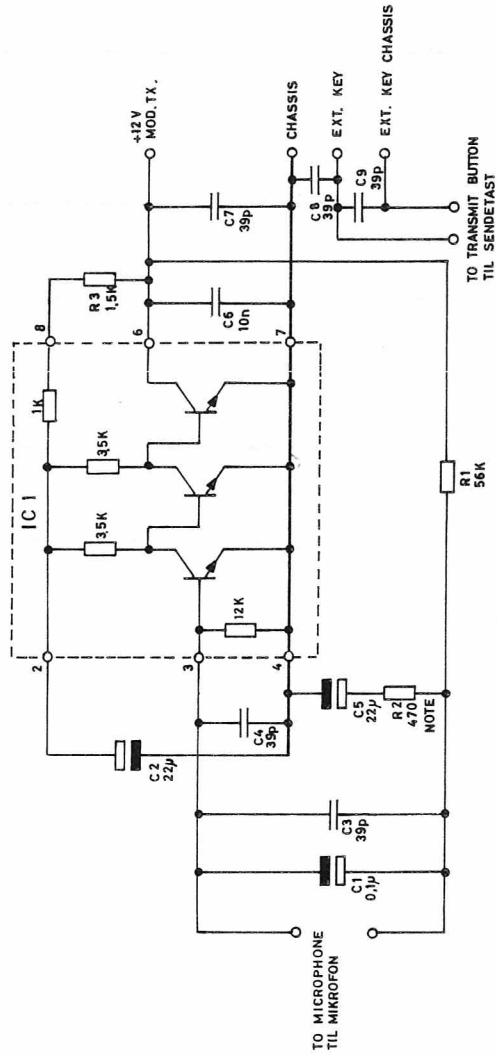 IC 1
2
3
4
8
6
7
1K
3,5K
3,5K
12K
R3
1,5K
+12V
MOD. TX.
C6
10n
C7
39p
CHASSIS
C8
39p
EXT. KEY
C9
39p
EXT. KEY CHASSIS
TO TRANSMIT BUTTON
TIL SENDETAST
C2
22µ
C4
39p
C5
22µ
R2
470
NOTE
R1
56K
C3
39p
C1
0,1µ
TO MICROPHONE
TIL MIKROFON